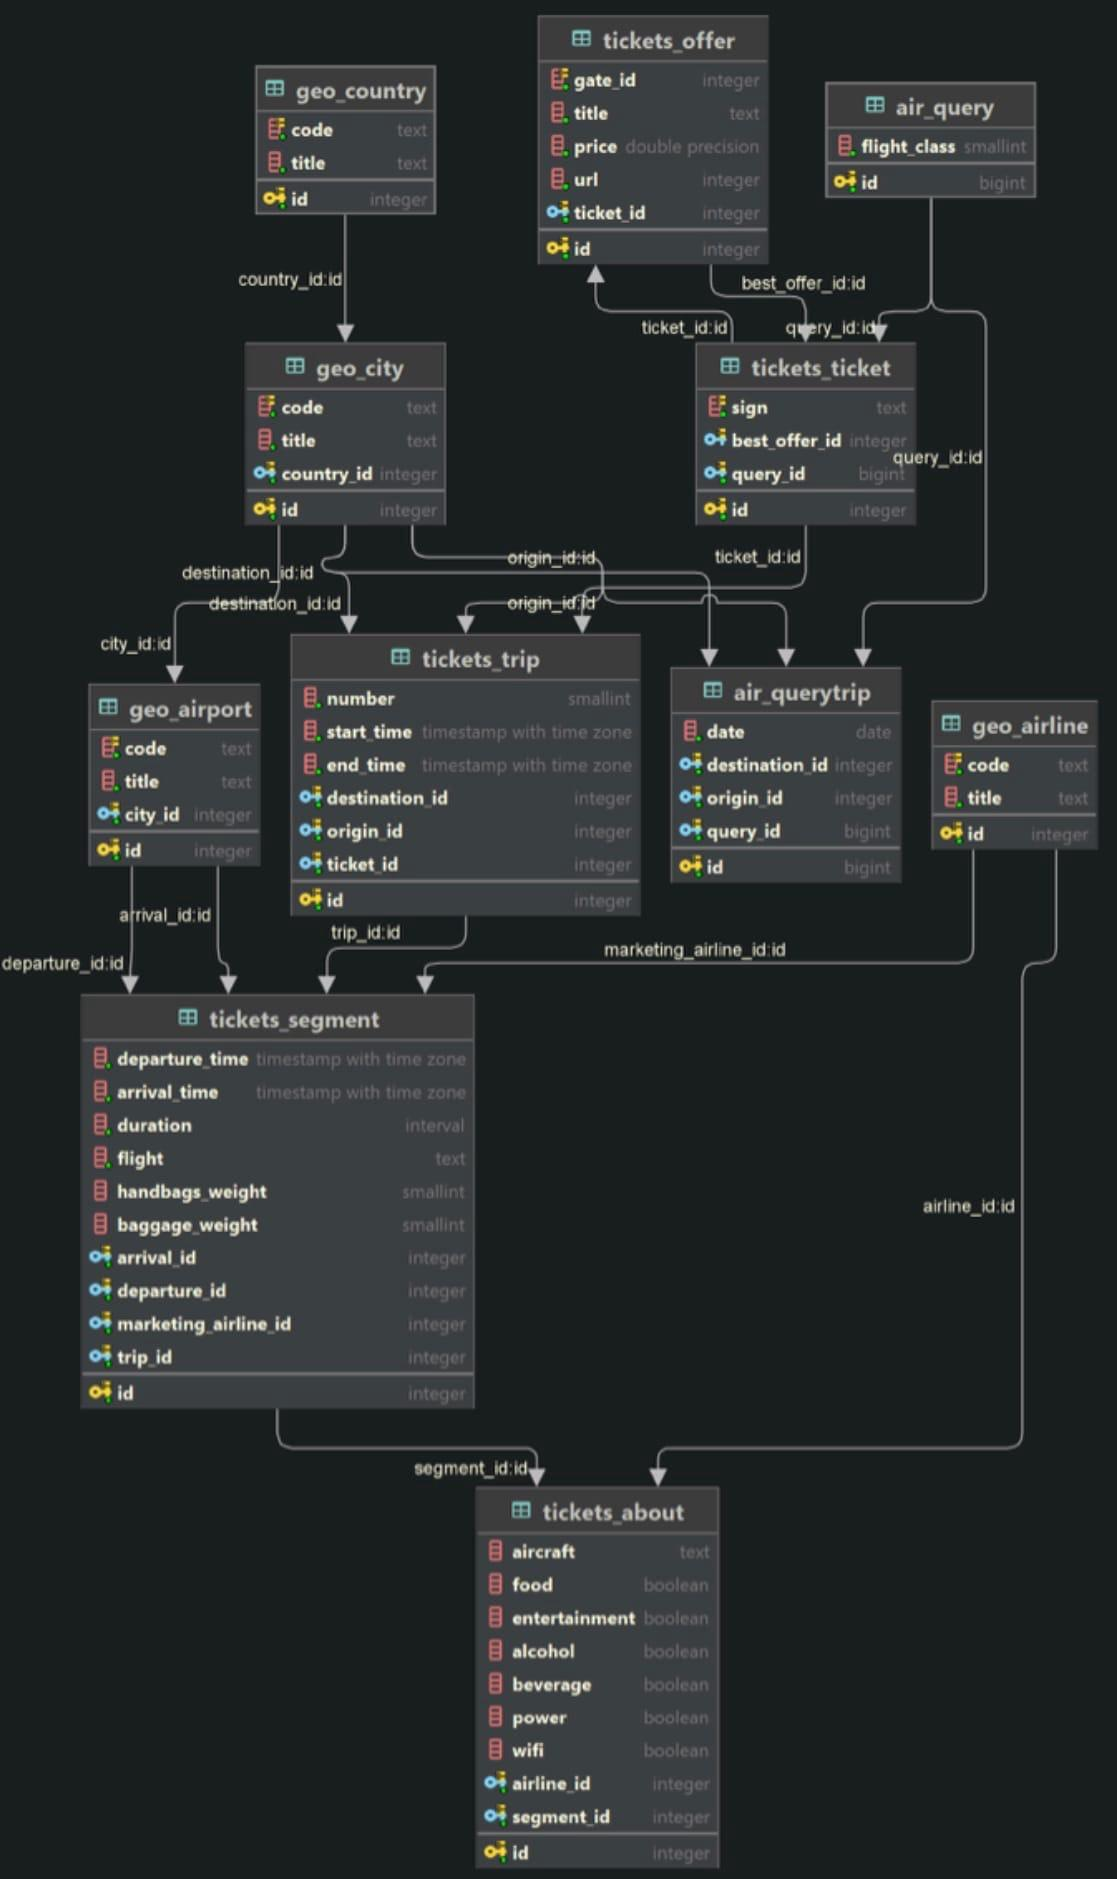 tickets_offer
gate_id integer
title text
price double precision
url integer
ticket_id integer
id integer
geo_country
code text
title text
id integer
air_query
flight_class smallint
id bigint
country_id:id
best_offer_id:id
ticket_id:id
query_id:id
geo_city
code text
title text
country_id integer
id integer
tickets_ticket
sign text
best_offer_id integer
query_id bigint
id integer
query_id:id
destination_id:id
origin_id:id
ticket_id:id
destination_id:id
origin_id:id
city_id:id
geo_airport
code text
title text
city_id integer
id integer
tickets_trip
number smallint
start_time timestamp with time zone
end_time timestamp with time zone
destination_id integer
origin_id integer
ticket_id integer
id integer
air_querytrip
date date
destination_id integer
origin_id integer
query_id bigint
id bigint
geo_airline
code text
title text
id integer
arrival_id:id
trip_id:id
departure_id:id
marketing_airline_id:id
tickets_segment
departure_time timestamp with time zone
arrival_time timestamp with time zone
duration interval
flight text
handbags_weight smallint
baggage_weight smallint
arrival_id integer
departure_id integer
marketing_airline_id integer
trip_id integer
id integer
airline_id:id
segment_id:id
tickets_about
aircraft text
food boolean
entertainment boolean
alcohol boolean
beverage boolean
power boolean
wifi boolean
airline_id integer
segment_id integer
id integer